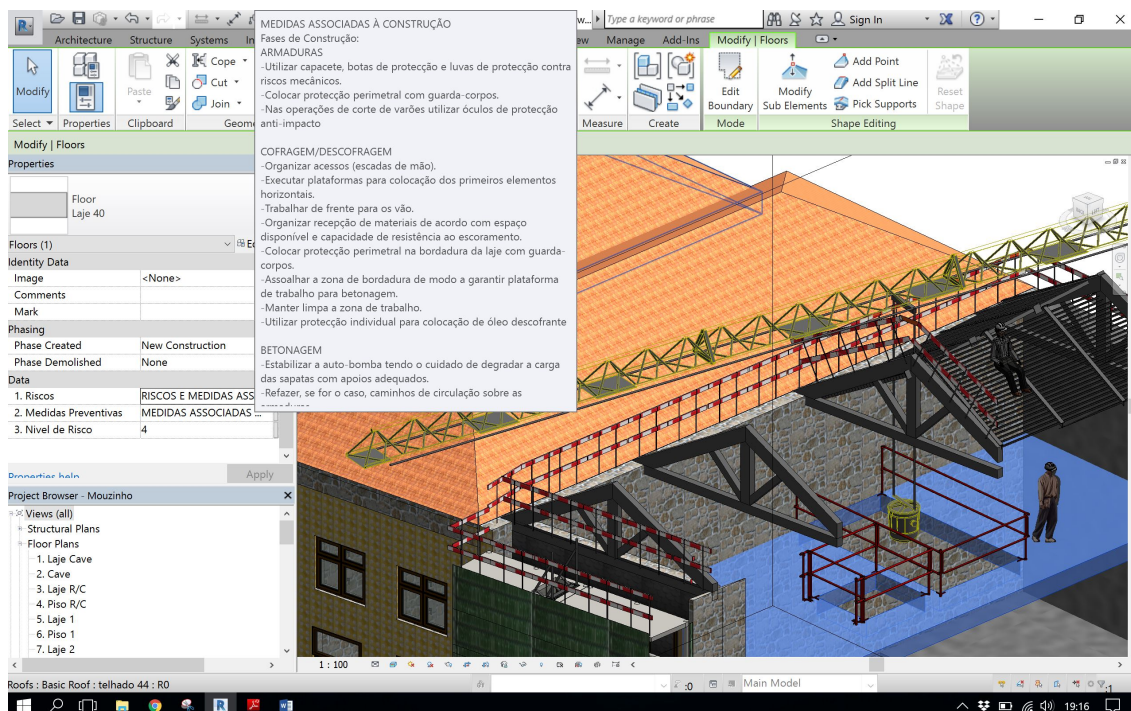 w...
Type a keyword or phrase
Sign In
Architecture
Structure
Systems
In
ew
Manage
Add-Ins
Modify | Floors
Modify
Paste
Cope
Cut
Join
Edit
Boundary
Modify
Sub Elements
Add Point
Add Split Line
Pick Supports
Reset
Shape
Select
Properties
Clipboard
Geome
Measure
Create
Mode
Shape Editing
Modify | Floors
Properties
Floor
Laje 40
Floors (1)
Identity Data
Image <None>
Comments
Mark
Phasing
Phase Created New Construction
Phase Demolished None
Data
1. Riscos RISCOS E MEDIDAS ASS
2. Medidas Preventivas MEDIDAS ASSOCIADAS ...
3. Nivel de Risco 4
Properties help
Apply
Project Browser - Mouzinho
Views (all)
Structural Plans
Floor Plans
1. Laje Cave
2. Cave
3. Laje R/C
4. Piso R/C
5. Laje 1
6. Piso 1
7. Laje 2
MEDIDAS ASSOCIADAS À CONSTRUÇÃO
Fases de Construção:
ARMADURAS
-Utilizar capacete, botas de protecção e luvas de protecção contra
riscos mecânicos.
-Colocar protecção perimetral com guarda-corpos.
-Nas operações de corte de varões utilizar óculos de protecção
anti-impacto
COFRAGEM/DESCOFRAGEM
-Organizar acessos (escadas de mão).
-Executar plataformas para colocação dos primeiros elementos
horizontais.
-Trabalhar de frente para os vão.
-Organizar recepção de materiais de acordo com espaço
disponível e capacidade de resistência ao escoramento.
-Colocar protecção perimetral na bordadura da laje com guarda-
corpos.
-Assoalhar a zona de bordadura de modo a garantir plataforma
de trabalho para betonagem.
-Manter limpa a zona de trabalho.
-Utilizar protecção individual para colocação de óleo descofrante
BETONAGEM
-Estabilizar a auto-bomba tendo o cuidado de degradar a carga
das sapatas com apoios adequados.
-Refazer, se for o caso, caminhos de circulação sobre as
1 : 100
Roofs : Basic Roof : telhado 44 : R0
:0
Main Model
:1
19:16